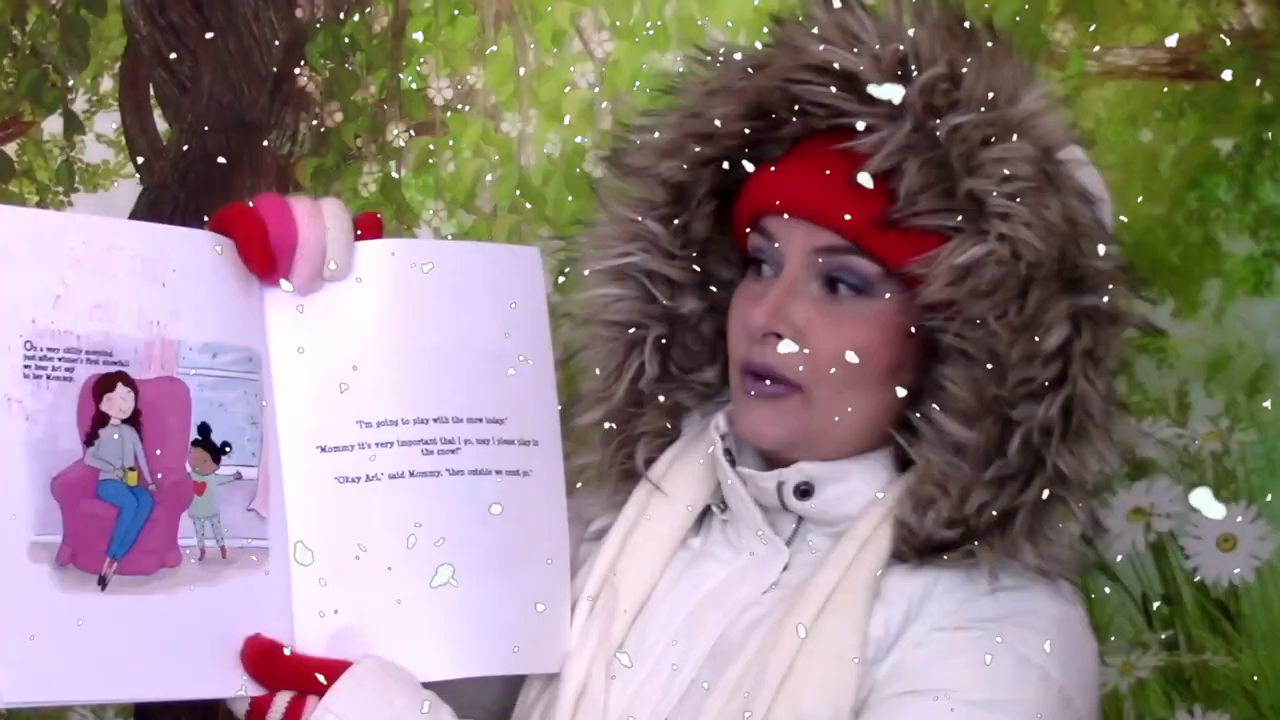 On a very chilly morning,
just after winter's first snowfall
we hear Ari say
to her Mommy,
"I'm going to play with the snow today."
"Mommy it's very important that I go, may I please play in
the snow?"
"Okay Ari," said Mommy, "then outside we must go."